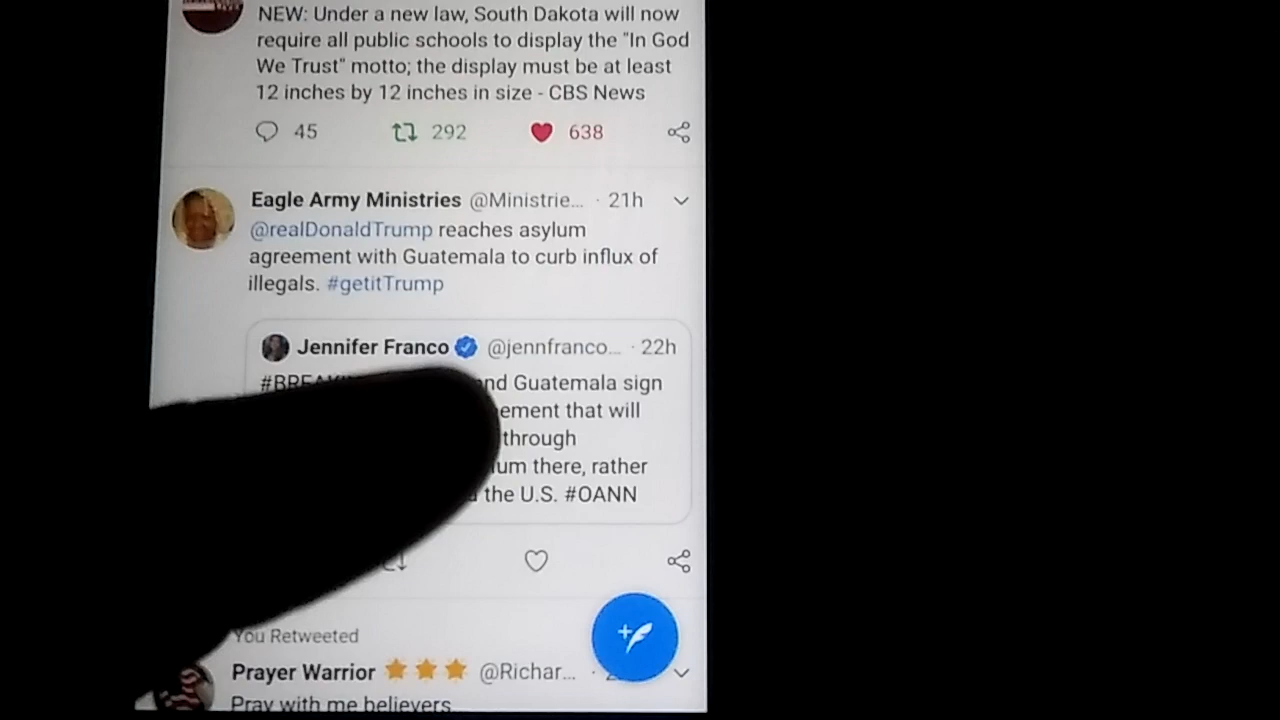 NEW: Under a new law, South Dakota will now
require all public schools to display the "In God
We Trust" motto; the display must be at least
12 inches by 12 inches in size - CBS News
45 292 638
Eagle Army Ministries @Ministrie... · 21h
@realDonaldTrump reaches asylum
agreement with Guatemala to curb influx of
illegals. #getitTrump
Jennifer Franco @jennfranco... · 22h
Guatemala sign
that will
through
there, rather
the U.S. #OANN
You Retweeted
Prayer Warrior @Richar... ·
Pray with me believers